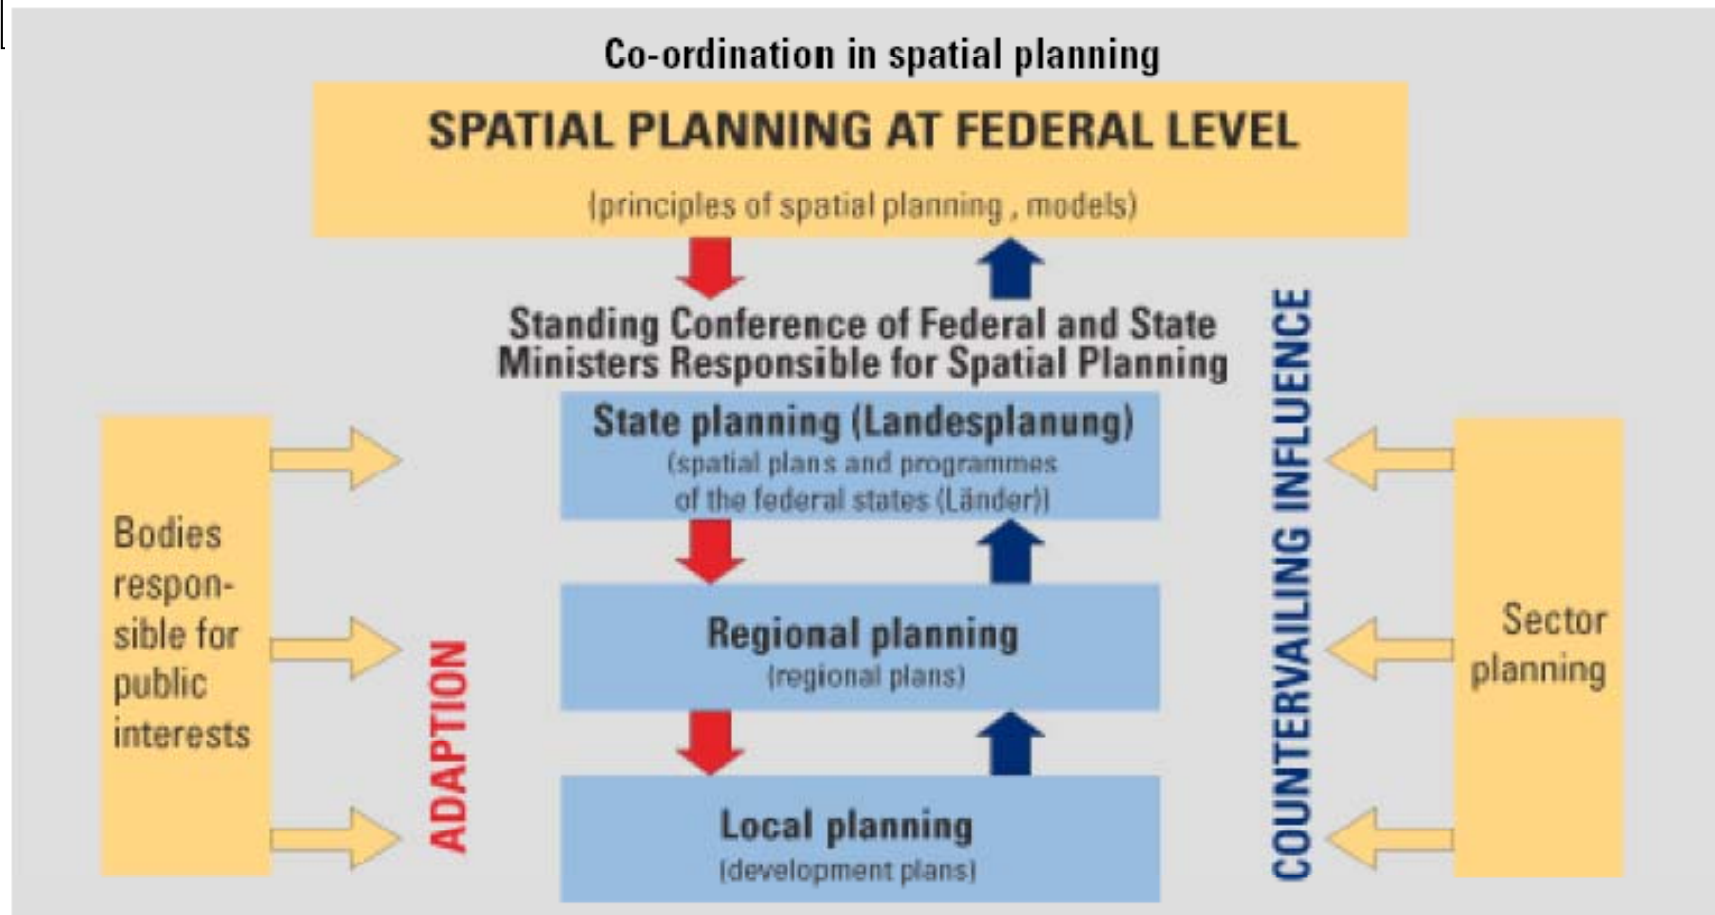 Co-ordination in spatial planning
SPATIAL PLANNING AT FEDERAL LEVEL
(principles of spatial planning , models)
Standing Conference of Federal and State
Ministers Responsible for Spatial Planning
State planning (Landesplanung)
(spatial plans and programmes
of the federal states (Länder))
Regional planning
(regional plans)
Local planning
(development plans)
Bodies
respon-
sible for
public
interests
ADAPTION
COUNTERVAILING INFLUENCE
Sector
planning